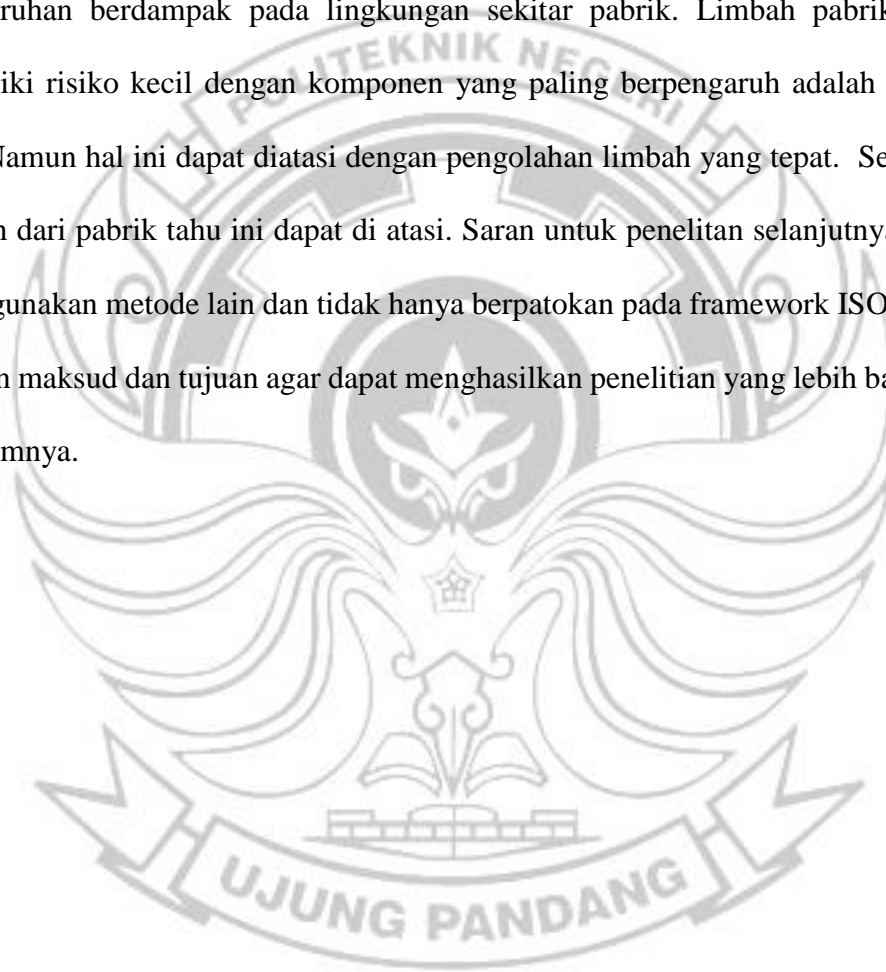 ruhan berdampak pada lingkungan sekitar pabrik. Limbah pabrik
iki risiko kecil dengan komponen yang paling berpengaruh adalah
Namun hal ini dapat diatasi dengan pengolahan limbah yang tepat. Se
n dari pabrik tahu ini dapat di atasi. Saran untuk penelitan selanjutnya
gunakan metode lain dan tidak hanya berpatokan pada framework ISO
n maksud dan tujuan agar dapat menghasilkan penelitian yang lebih ba
mnya.
POLITEKNIK NEGERI
UJUNG PANDANG